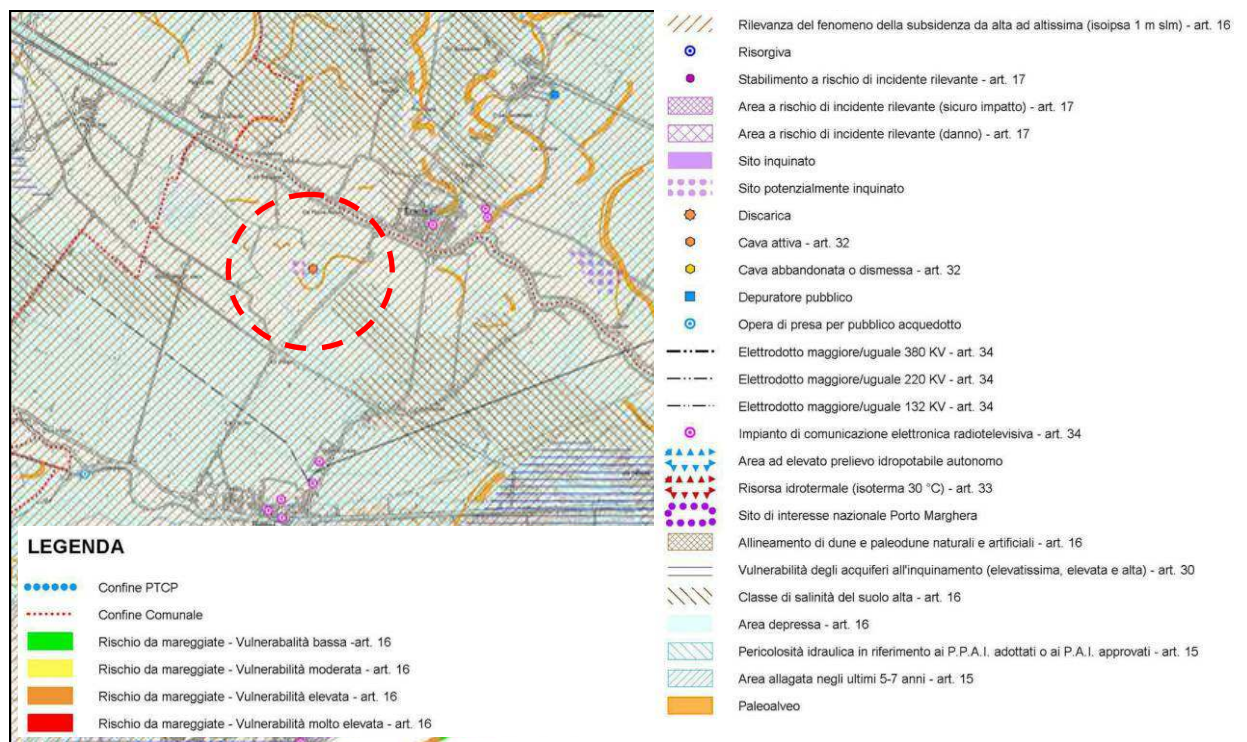 Eraclea
LEGENDA
Confine PTCP
Confine Comunale
Rischio da mareggiate - Vulnerabalità bassa -art. 16
Rischio da mareggiate - Vulnerabilità moderata - art. 16
Rischio da mareggiate - Vulnerabilità elevata - art. 16
Rischio da mareggiate - Vulnerabilità molto elevata - art. 16
Rilevanza del fenomeno della subsidenza da alta ad altissima (isoipsa 1 m slm) - art. 16
Risorgiva
Stabilimento a rischio di incidente rilevante - art. 17
Area a rischio di incidente rilevante (sicuro impatto) - art. 17
Area a rischio di incidente rilevante (danno) - art. 17
Sito inquinato
Sito potenzialmente inquinato
Discarica
Cava attiva - art. 32
Cava abbandonata o dismessa - art. 32
Depuratore pubblico
Opera di presa per pubblico acquedotto
Elettrodotto maggiore/uguale 380 KV - art. 34
Elettrodotto maggiore/uguale 220 KV - art. 34
Elettrodotto maggiore/uguale 132 KV - art. 34
Impianto di comunicazione elettronica radiotelevisiva - art. 34
Area ad elevato prelievo idropotabile autonomo
Risorsa idrotermale (isoterma 30 °C) - art. 33
Sito di interesse nazionale Porto Marghera
Allineamento di dune e paleodune naturali e artificiali - art. 16
Vulnerabilità degli acquiferi all'inquinamento (elevatissima, elevata e alta) - art. 30
Classe di salinità del suolo alta - art. 16
Area depressa - art. 16
Pericolosità idraulica in riferimento ai P.P.A.I. adottati o ai P.A.I. approvati - art. 15
Area allagata negli ultimi 5-7 anni - art. 15
Paleoalveo